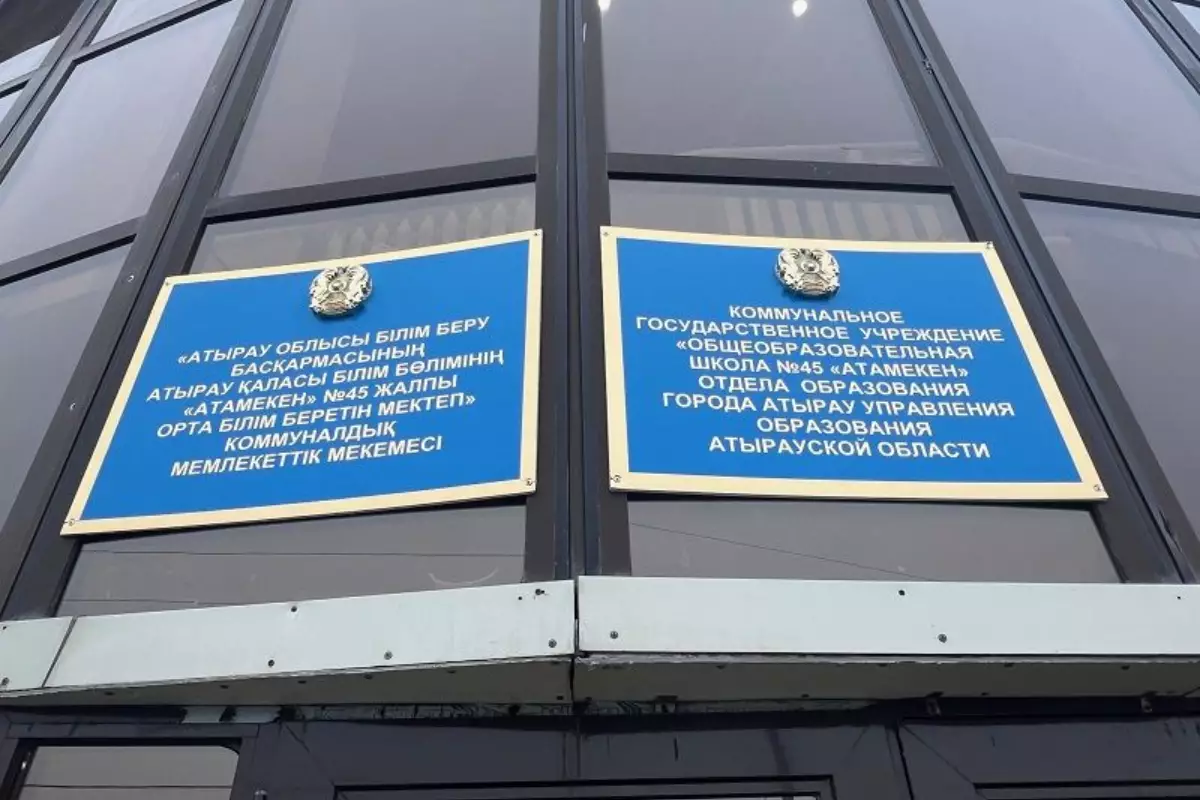 «АТЫРАУ ОБЛЫСЫ БІЛІМ БЕРУ
БАСҚАРМАСЫНЫҢ
АТЫРАУ ҚАЛАСЫ БІЛІМ БӨЛІМІНІҢ
«АТАМЕКЕН» №45 ЖАЛПЫ
ОРТА БІЛІМ БЕРЕТІН МЕКТЕП»
КОММУНАЛДЫҚ
МЕМЛЕКЕТТІК МЕКЕМЕСІ
КОММУНАЛЬНОЕ
ГОСУДАРСТВЕННОЕ УЧРЕЖДЕНИЕ
«ОБЩЕОБРАЗОВАТЕЛЬНАЯ
ШКОЛА №45 «АТАМЕКЕН»
ОТДЕЛА ОБРАЗОВАНИЯ
ГОРОДА АТЫРАУ УПРАВЛЕНИЯ
ОБРАЗОВАНИЯ
АТЫРАУСКОЙ ОБЛАСТИ